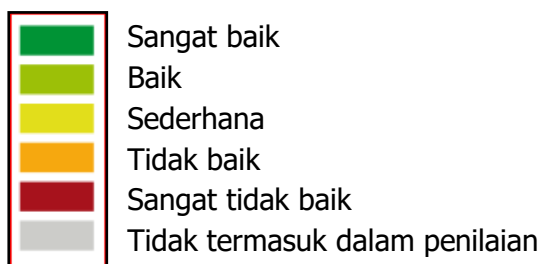 Sangat baik
Baik
Sederhana
Tidak baik
Sangat tidak baik
Tidak termasuk dalam penilaian